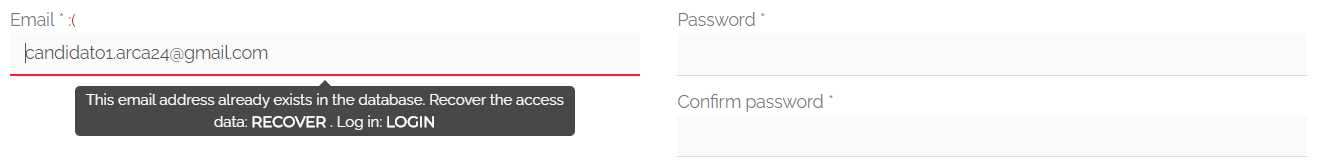 Email * :(
candidato1.arca24@gmail.com
This email address already exists in the database. Recover the access
data: RECOVER . Log in: LOGIN
Password *
Confirm password *